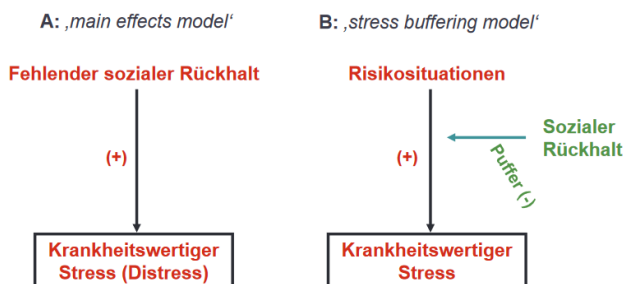 A: ‚main effects model‘
Fehlender sozialer Rückhalt
(+)
Krankheitswertiger
Stress (Distress)
B: ‚stress buffering model‘
Risikosituationen
(+)
Sozialer
Rückhalt
Puffer (-)
Krankheitswertiger
Stress